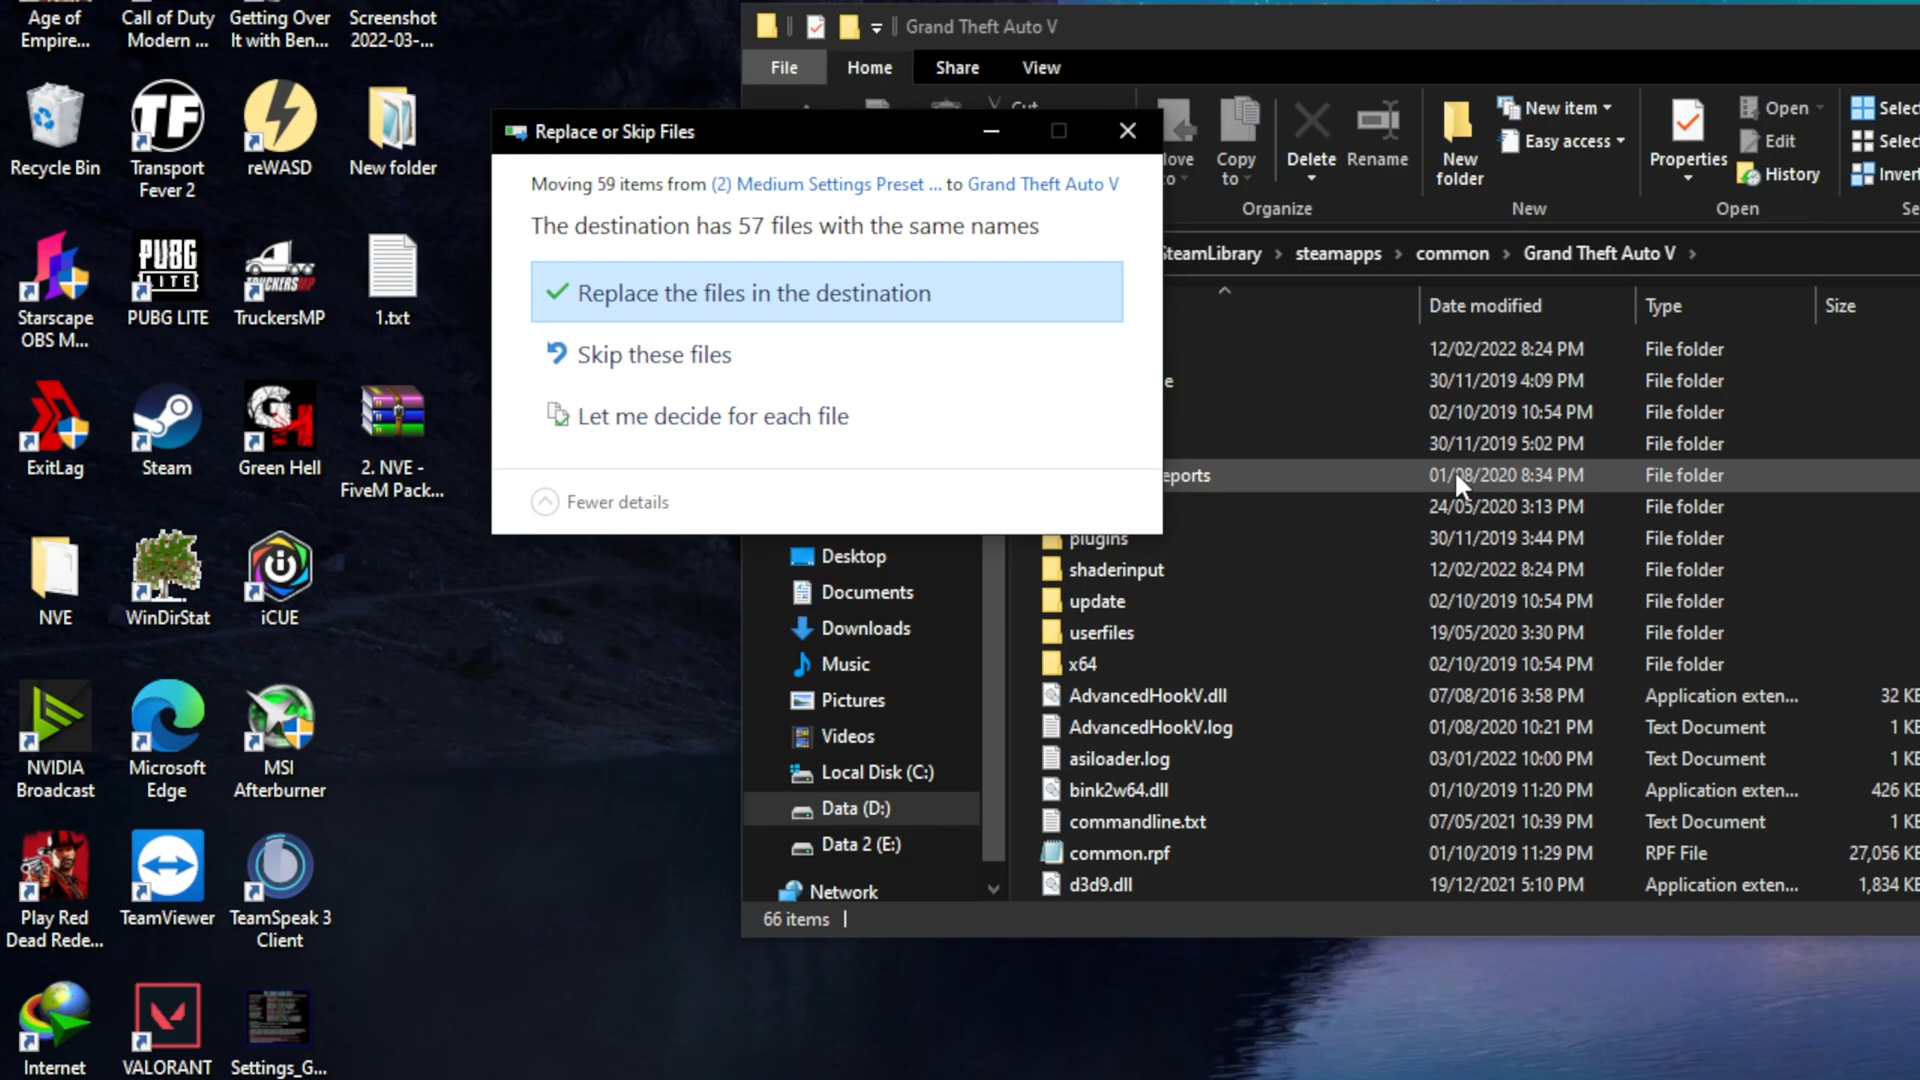 Age of
Empire...
Call of Duty
Modern ...
Getting Over
It with Ben...
Screenshot
2022-03-...
Recycle Bin
Transport
Fever 2
reWASD
New folder
Starscape
OBS M...
PUBG LITE
TruckersMP
1.txt
ExitLag
Steam
Green Hell
2. NVE -
FiveM Pack...
NVE
WinDirStat
iCUE
NVIDIA
Broadcast
Microsoft
Edge
MSI
Afterburner
Play Red
Dead Rede...
TeamViewer
TeamSpeak 3
Client
Internet
VALORANT
Settings_G...
Grand Theft Auto V
File
Home
Share
View
Cut
Copy
to
Delete
Rename
Organize
New
folder
New item
Easy access
New
Properties
Open
Edit
History
Open
Selec
Selec
Invert
Se
Replace or Skip Files
Moving 59 items from (2) Medium Settings Preset ... to Grand Theft Auto V
The destination has 57 files with the same names
Replace the files in the destination
Skip these files
Let me decide for each file
Fewer details
SteamLibrary > steamapps > common > Grand Theft Auto V >
Date modified Type Size
12/02/2022 8:24 PM File folder
30/11/2019 4:09 PM File folder
02/10/2019 10:54 PM File folder
30/11/2019 5:02 PM File folder
eports 01/08/2020 8:34 PM File folder
24/05/2020 3:13 PM File folder
plugins 30/11/2019 3:44 PM File folder
shaderinput 12/02/2022 8:24 PM File folder
update 02/10/2019 10:54 PM File folder
userfiles 19/05/2020 3:30 PM File folder
x64 02/10/2019 10:54 PM File folder
AdvancedHookV.dll 07/08/2016 3:58 PM Application exten... 32 KB
AdvancedHookV.log 01/08/2020 10:21 PM Text Document 1 KB
asiloader.log 03/01/2022 10:00 PM Text Document 1 KB
bink2w64.dll 01/10/2019 11:20 PM Application exten... 426 KB
commandline.txt 07/05/2021 10:39 PM Text Document 1 KB
common.rpf 01/10/2019 11:29 PM RPF File 27,056 KB
d3d9.dll 19/12/2021 5:10 PM Application exten... 1,834 KB
Desktop
Documents
Downloads
Music
Pictures
Videos
Local Disk (C:)
Data (D:)
Data 2 (E:)
Network
66 items